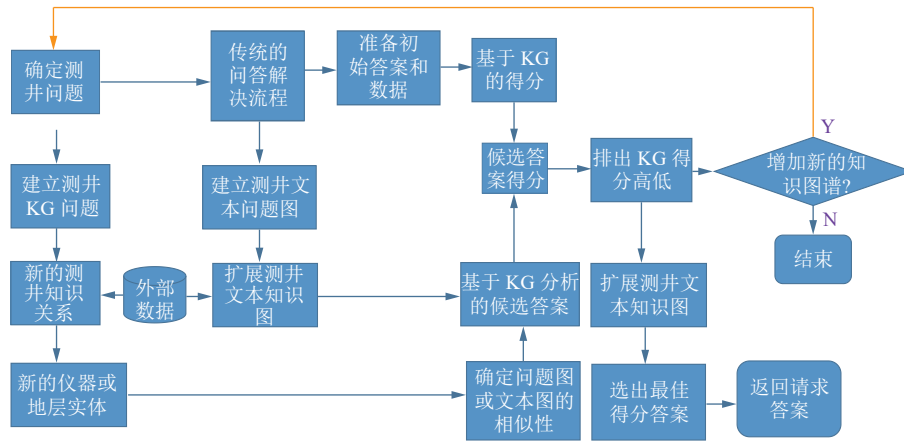 确定测
井问题
传统的
问答解
决流程
准备初
始答案和
数据
基于 KG
的得分
候选答
案得分
排出 KG 得
分高低
增加新的知
识图谱?
Y
N
结束
建立测井
KG 问题
建立测井文
本问题图
新的测
井知识
关系
外部
数据
扩展测井
文本知识
图
基于 KG 分析
的候选答案
扩展测井文
本知识图
新的仪器或
地层实体
确定问题图
或文本图的
相似性
选出最佳
得分答案
返回请求
答案